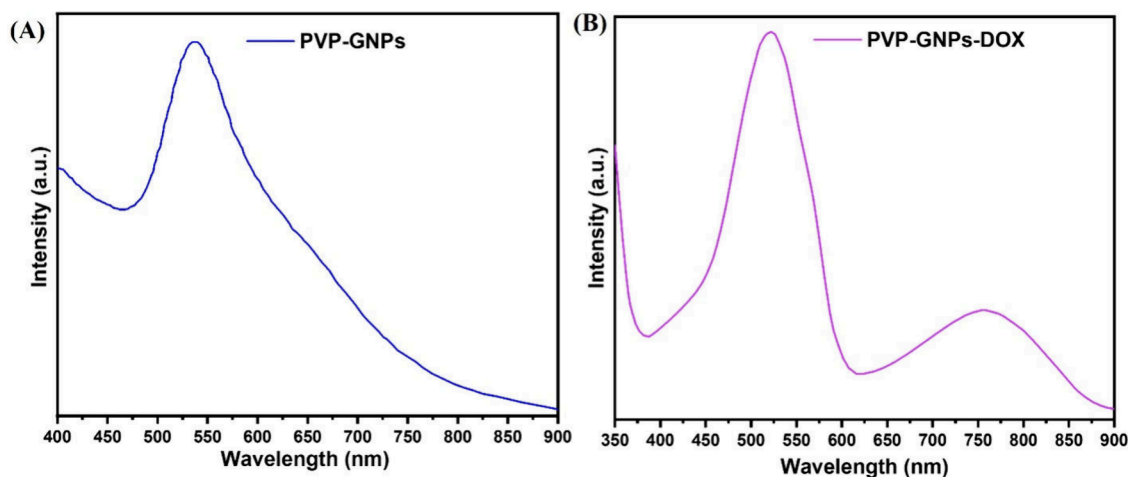 (A)
PVP-GNPs
Intensity (a.u.)
400 450 500 550 600 650 700 750 800 850 900
Wavelength (nm)
(B)
PVP-GNPs-DOX
Intensity (a.u.)
350 400 450 500 550 600 650 700 750 800 850 900
Wavelength (nm)